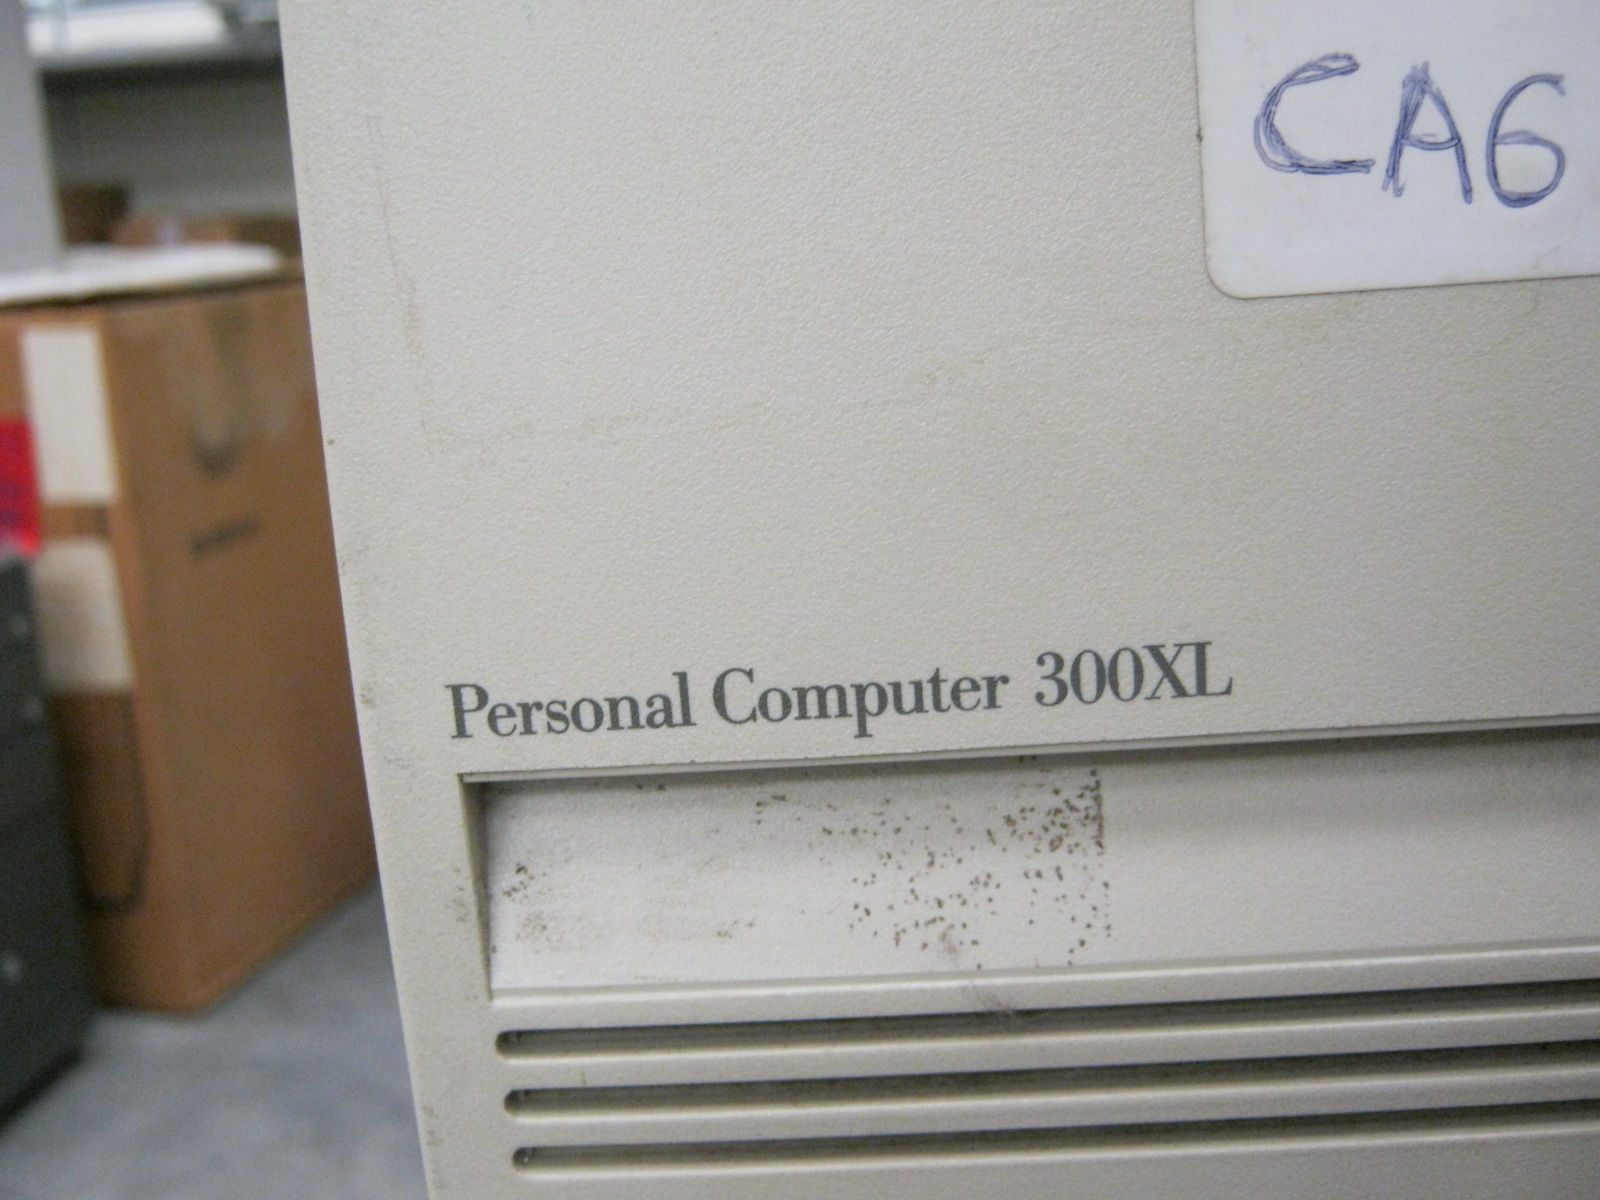 CA6
Personal Computer 300XL